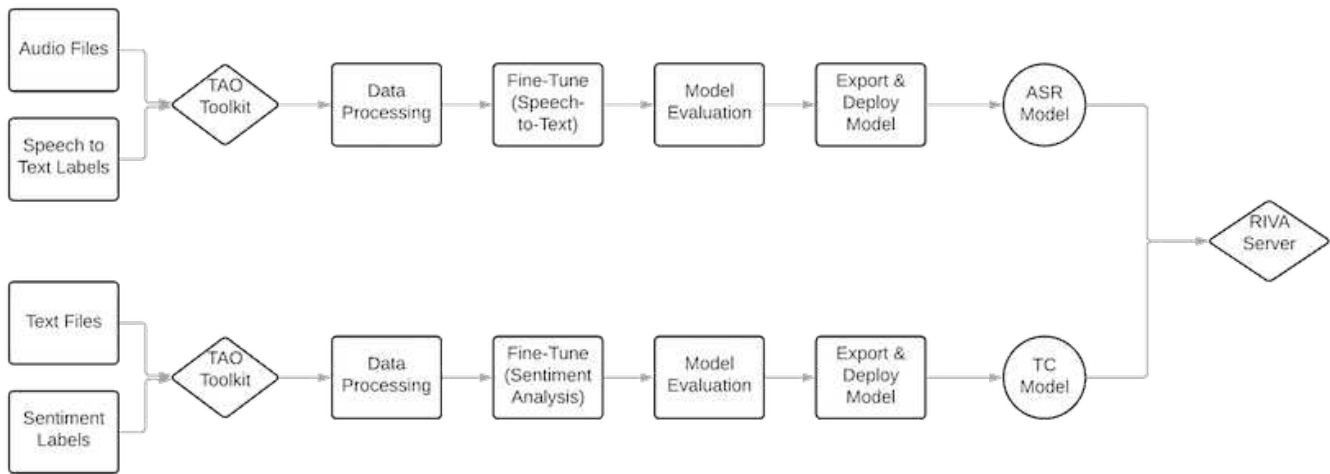 Audio Files
Speech to
Text Labels
TAO
Toolkit
Data
Processing
Fine-Tune
(Speech-
to-Text)
Model
Evaluation
Export &
Deploy
Model
ASR
Model
RIVA
Server
Text Files
Sentiment
Labels
TAO
Toolkit
Data
Processing
Fine-Tune
(Sentiment
Analysis)
Model
Evaluation
Export &
Deploy
Model
TC
Model